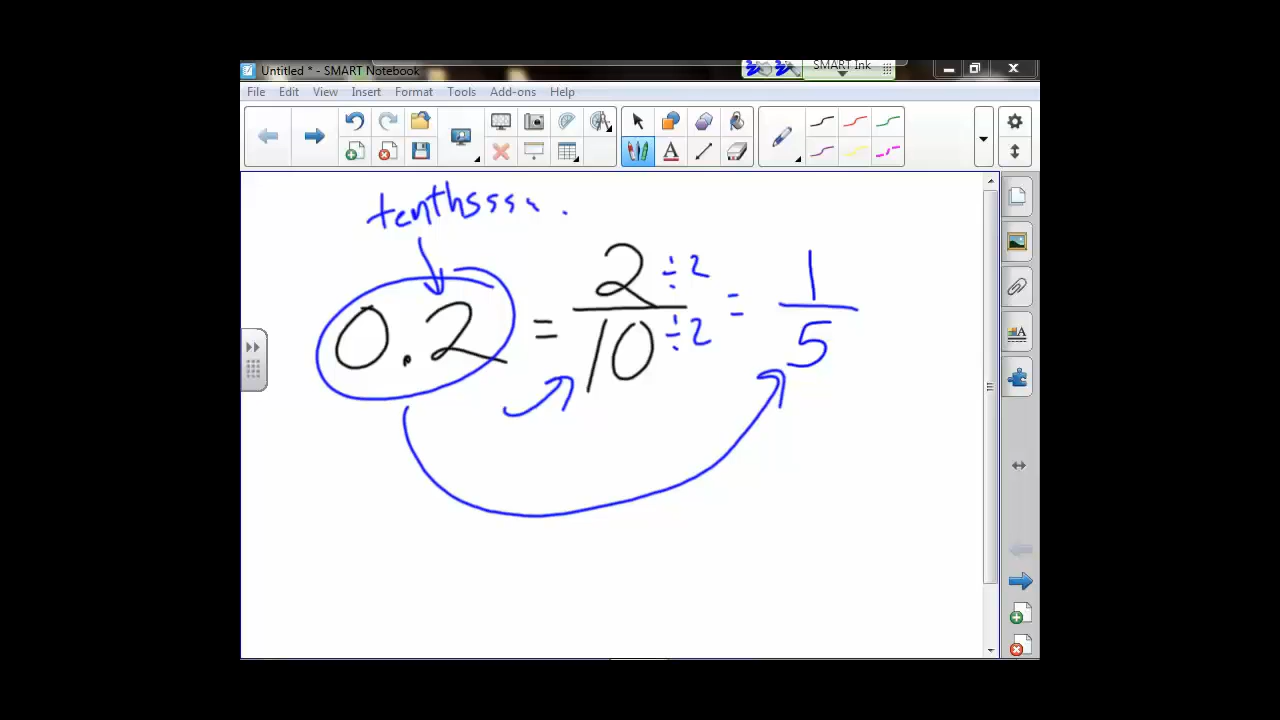 Untitled * - SMART Notebook
SMART Ink
File Edit View Insert Format Tools Add-ons Help
A
tenthssss.
0.2 = 2/10 ÷2/÷2 = 1/5